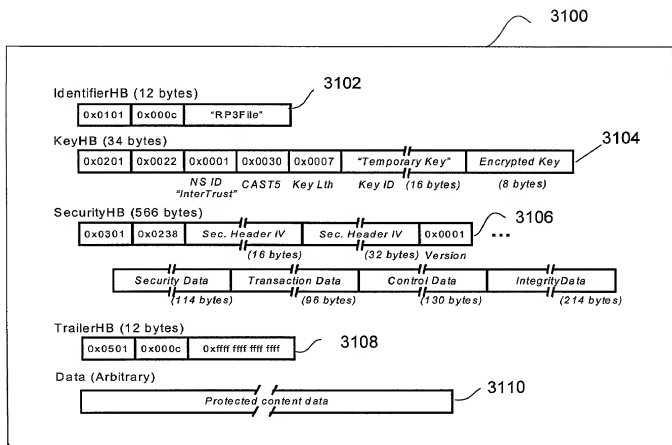 3100
IdentifierHB (12 bytes)
3102
0x0101 0x000c "RP3File"
KeyHB (34 bytes)
3104
0x0201 0x0022 0x0001 0x0030 0x0007 "Temporary Key" Encrypted Key
NS ID CAST5 Key Lth Key ID (16 bytes) (8 bytes)
"InterTrust"
SecurityHB (566 bytes)
3106
0x0301 0x0238 Sec. Header IV Sec. Header IV 0x0001 ...
(16 bytes) (32 bytes) Version
Security Data Transaction Data Control Data IntegrityData
(114 bytes) (96 bytes) (130 bytes) (214 bytes)
TrailerHB (12 bytes)
0x0501 0x000c 0xffff ffff ffff ffff
3108
Data (Arbitrary)
3110
Protected content data